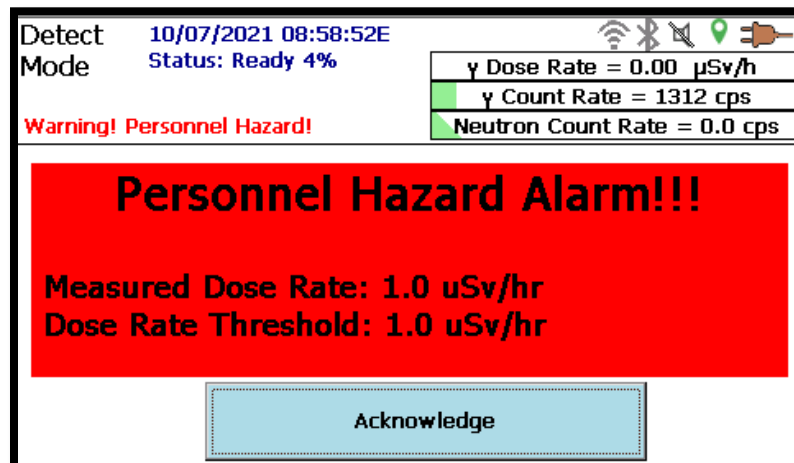 Detect Mode
10/07/2021 08:58:52E
Status: Ready 4%
Warning! Personnel Hazard!
γ Dose Rate = 0.00 µSv/h
γ Count Rate = 1312 cps
Neutron Count Rate = 0.0 cps
Personnel Hazard Alarm!!!
Measured Dose Rate: 1.0 uSv/hr
Dose Rate Threshold: 1.0 uSv/hr
Acknowledge